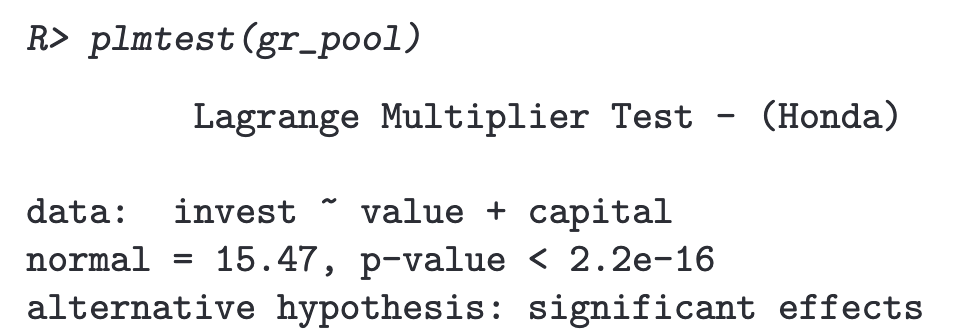 R> plmtest(gr_pool)
Lagrange Multiplier Test - (Honda)
data: invest ~ value + capital
normal = 15.47, p-value < 2.2e-16
alternative hypothesis: significant effects